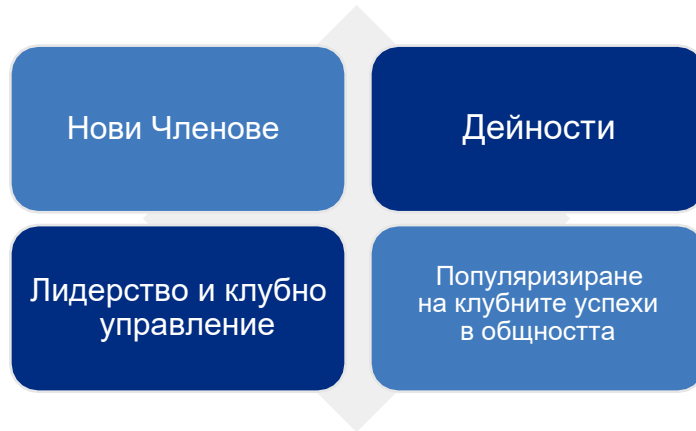 Нови Членове
Дейности
Лидерство и клубно
управление
Популяризиране
на клубните успехи
в общността